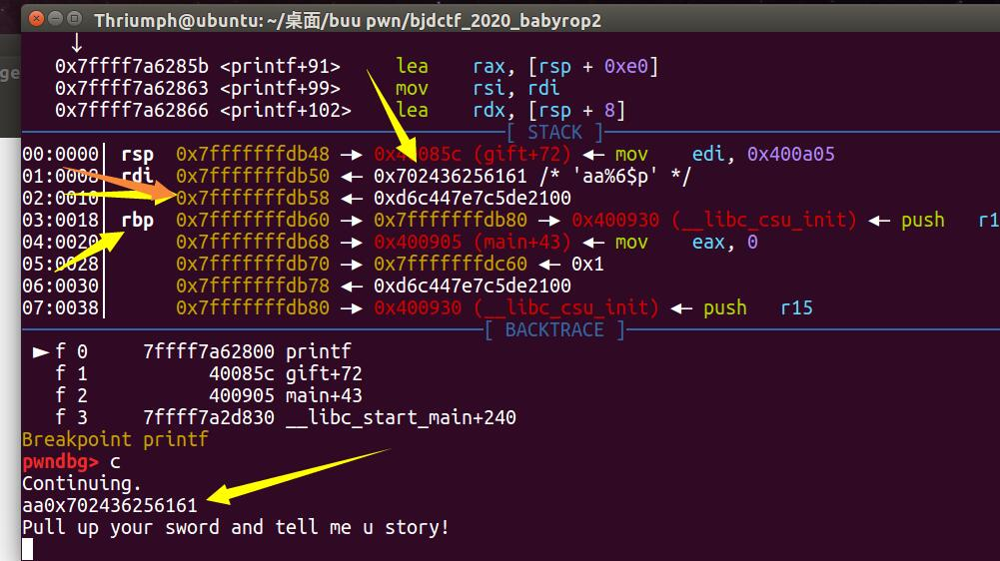 Thriumph@ubuntu: ~/桌面/buu pwn/bjdctf_2020_babyrop2
↓
0x7ffff7a6285b <printf+91> lea rax, [rsp + 0xe0]
ge
0x7ffff7a62863 <printf+99> mov rsi, rdi
0x7ffff7a62866 <printf+102> lea rdx, [rsp + 8]
[ STACK ]
00:0000│ rsp 0x7fffffffdb48 —▸ 0x40085c (gift+72) ◂— mov edi, 0x400a05
01:0008│ rdi 0x7fffffffdb50 ◂— 0x702436256161 /* 'aa%6$p' */
02:0010│ 0x7fffffffdb58 ◂— 0xd6c447e7c5de2100
03:0018│ rbp 0x7fffffffdb60 —▸ 0x7fffffffdb80 —▸ 0x400930 (__libc_csu_init) ◂— push r1
04:0020│ 0x7fffffffdb68 —▸ 0x400905 (main+43) ◂— mov eax, 0
05:0028│ 0x7fffffffdb70 —▸ 0x7fffffffdc60 ◂— 0x1
06:0030│ 0x7fffffffdb78 ◂— 0xd6c447e7c5de2100
07:0038│ 0x7fffffffdb80 —▸ 0x400930 (__libc_csu_init) ◂— push r15
[ BACKTRACE ]
► f 0 7ffff7a62800 printf
f 1 40085c gift+72
f 2 400905 main+43
f 3 7ffff7a2d830 __libc_start_main+240
Breakpoint printf
pwndbg> c
Continuing.
aa0x702436256161
Pull up your sword and tell me u story!